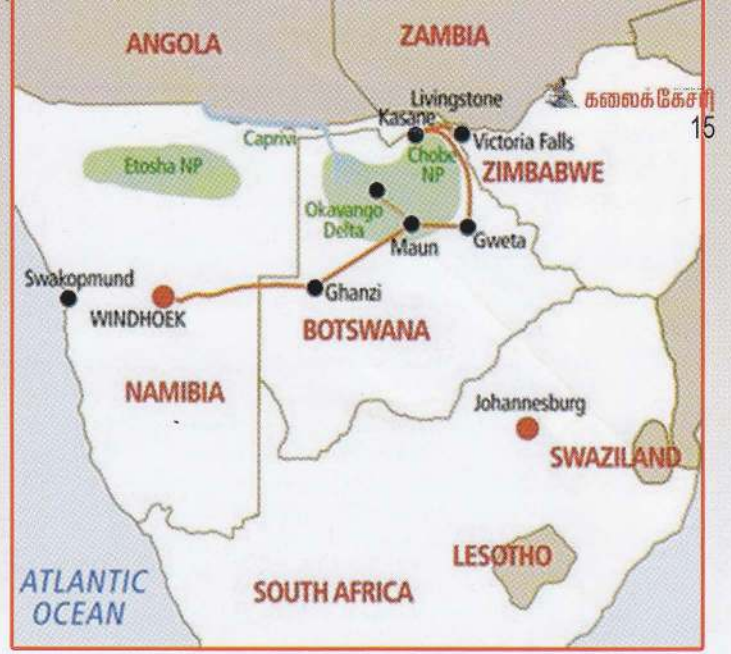 ANGOLA
ZAMBIA
Livingstone
கலைக்கேசரி
Kasane
15
Caprivi
Victoria Falls
Etosha NP
Chobe
NP
ZIMBABWE
Okavango
Delta
Maun
Gweta
Swakopmund
WINDHOEK
Ghanzi
BOTSWANA
NAMIBIA
Johannesburg
SWAZILAND
LESOTHO
ATLANTIC
OCEAN
SOUTH AFRICA